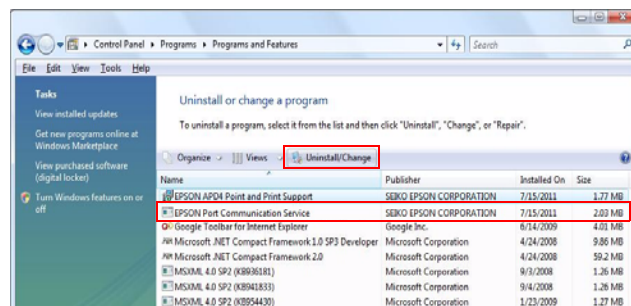 Control Panel ▸ Programs ▸ Programs and Features
Search
File Edit View Tools Help
Tasks
View installed updates
Get new programs online at
Windows Marketplace
View purchased software
(digital locker)
Turn Windows features on or
off
Uninstall or change a program
To uninstall a program, select it from the list and then click "Uninstall", "Change", or "Repair".
Organize Views Uninstall/Change
Name Publisher Installed On Size
EPSON APD4 Point and Print Support SEIKO EPSON CORPORATION 7/15/2011 1.77 MB
EPSON Port Communication Service SEIKO EPSON CORPORATION 7/15/2011 2.03 MB
Google Toolbar for Internet Explorer Google Inc. 6/14/2009 4.01 MB
Microsoft .NET Compact Framework 1.0 SP3 Developer Microsoft Corporation 4/24/2008 9.86 MB
Microsoft .NET Compact Framework 2.0 Microsoft Corporation 4/24/2008 59.2 MB
MSXML 4.0 SP2 (KB936181) Microsoft Corporation 9/3/2008 1.26 MB
MSXML 4.0 SP2 (KB941833) Microsoft Corporation 9/4/2008 1.26 MB
MSXML 4.0 SP2 (KB954430) Microsoft Corporation 1/23/2009 1.27 MB